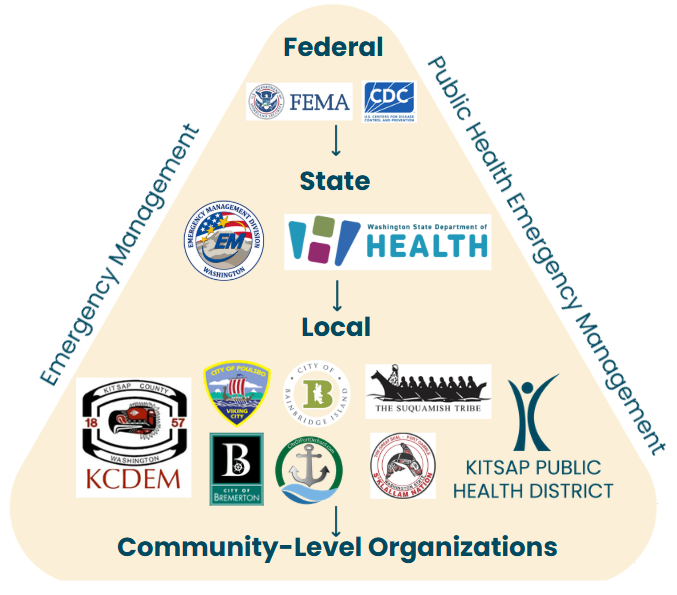 Federal
FEMA
CDC
U.S. CENTERS FOR DISEASE
CONTROL AND PREVENTION
Public Health Emergency Management
Emergency Management
State
EMERGENCY MANAGEMENT DIVISION
EM
WASHINGTON
Washington State Department of
HEALTH
Local
KITSAP COUNTY
18 57
WASHINGTON
KCDEM
CITY OF POULSBO
VIKING
CITY
CITY OF
B
BAINBRIDGE ISLAND
THE SUQUAMISH TRIBE
B
CITY OF
BREMERTON
S'KLALLAM NATION
KITSAP PUBLIC
HEALTH DISTRICT
Community-Level Organizations